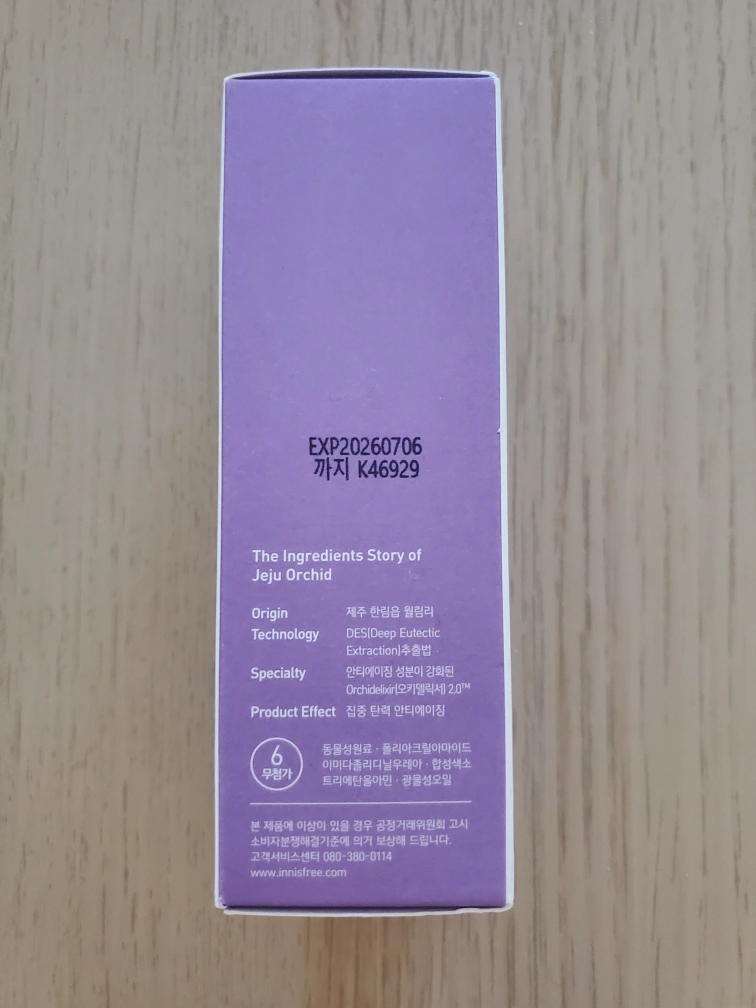 EXP20260706
까지 K46929
The Ingredients Story of
Jeju Orchid
Origin 제주 한림읍 월림리
Technology DES(Deep Eutectic
Extraction)추출법
Specialty 안티에이징 성분이 강화된
Orchidelixir(오키델릭서) 2.0™
Product Effect 집중 탄력 안티에이징
6
무첨가
동물성원료 · 폴리아크릴아마이드
이미다졸리디닐우레아 · 합성색소
트리에탄올아민 · 광물성오일
본 제품에 이상이 있을 경우 공정거래위원회 고시
소비자분쟁해결기준에 의거 보상해 드립니다.
고객서비스센터 080-380-0114
www.innisfree.com